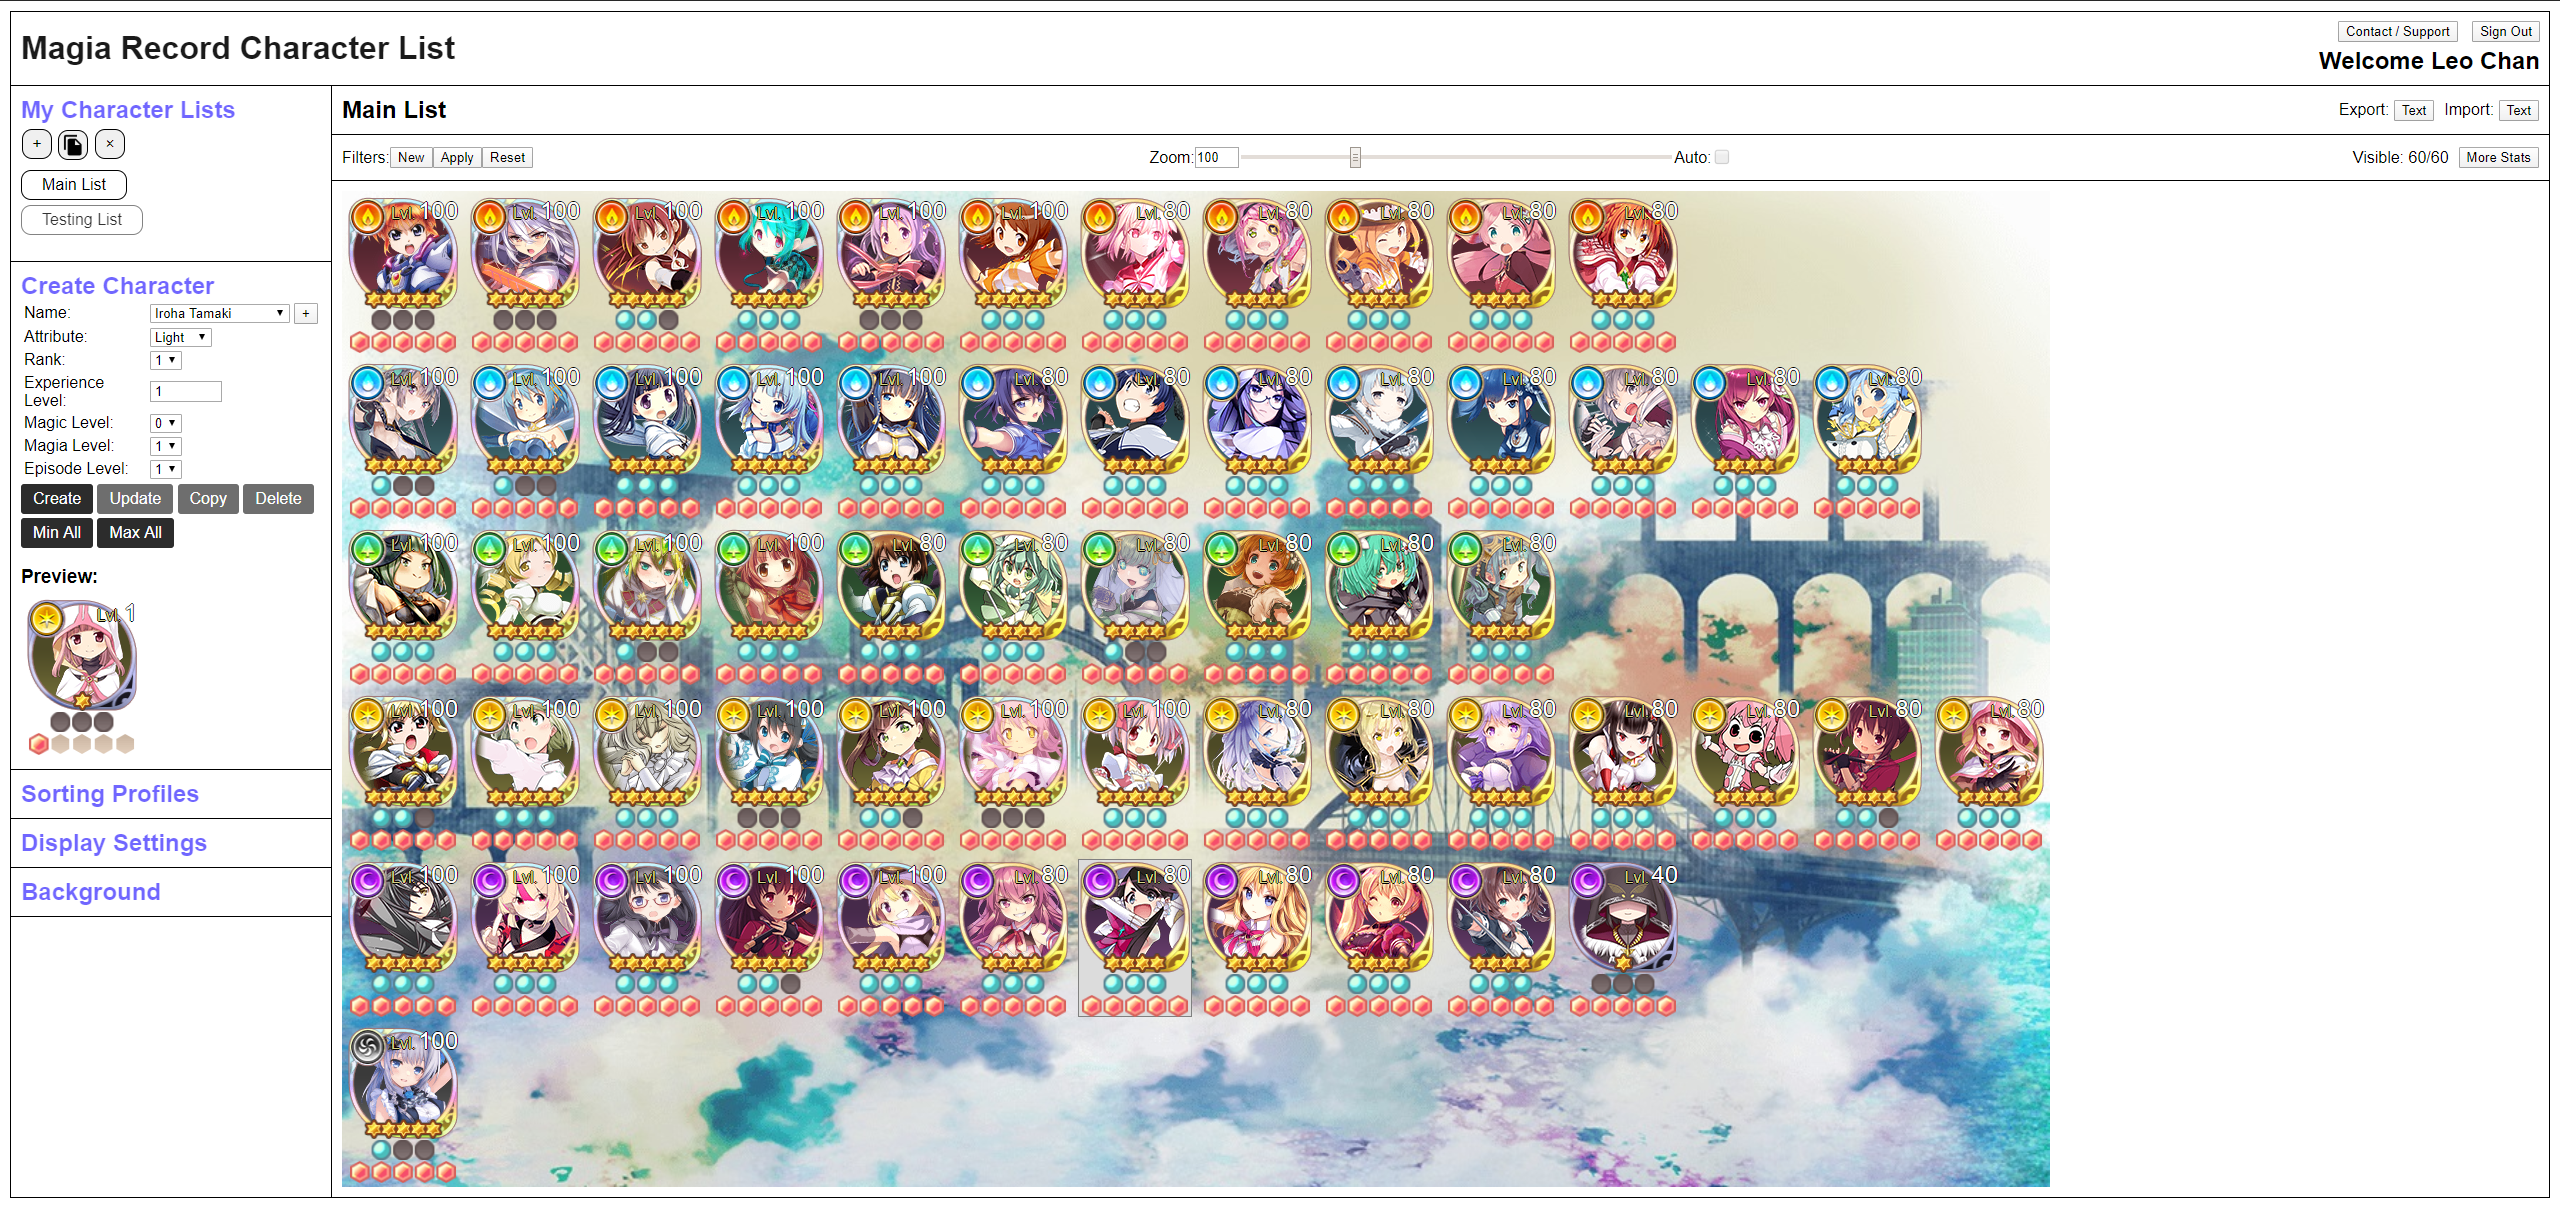 Magia Record Character List
Contact / Support Sign Out
Welcome Leo Chan
My Character Lists
+ ×
Main List
Testing List
Create Character
Name: Iroha Tamaki +
Attribute: Light
Rank: 1
Experience Level: 1
Magic Level: 0
Magia Level: 1
Episode Level: 1
Create Update Copy Delete
Min All Max All
Preview:
Lvl. 1
Sorting Profiles
Display Settings
Background
Main List
Export: Text Import: Text
Filters: New Apply Reset
Zoom: 100
Auto:
Visible: 60/60 More Stats
Lvl. 100 Lvl. 100 Lvl. 100 Lvl. 100 Lvl. 100 Lvl. 100 Lvl. 80 Lvl. 80 Lvl. 80 Lvl. 80 Lvl. 80
Lvl. 100 Lvl. 100 Lvl. 100 Lvl. 100 Lvl. 100 Lvl. 80 Lvl. 80 Lvl. 80 Lvl. 80 Lvl. 80 Lvl. 80 Lvl. 80 Lvl. 80
Lvl. 100 Lvl. 100 Lvl. 100 Lvl. 100 Lvl. 80 Lvl. 80 Lvl. 80 Lvl. 80 Lvl. 80 Lvl. 80
Lvl. 100 Lvl. 100 Lvl. 100 Lvl. 100 Lvl. 100 Lvl. 100 Lvl. 100 Lvl. 80 Lvl. 80 Lvl. 80 Lvl. 80 Lvl. 80 Lvl. 80 Lvl. 80
Lvl. 100 Lvl. 100 Lvl. 100 Lvl. 100 Lvl. 100 Lvl. 80 Lvl. 80 Lvl. 80 Lvl. 80 Lvl. 80 Lvl. 40
Lvl. 100